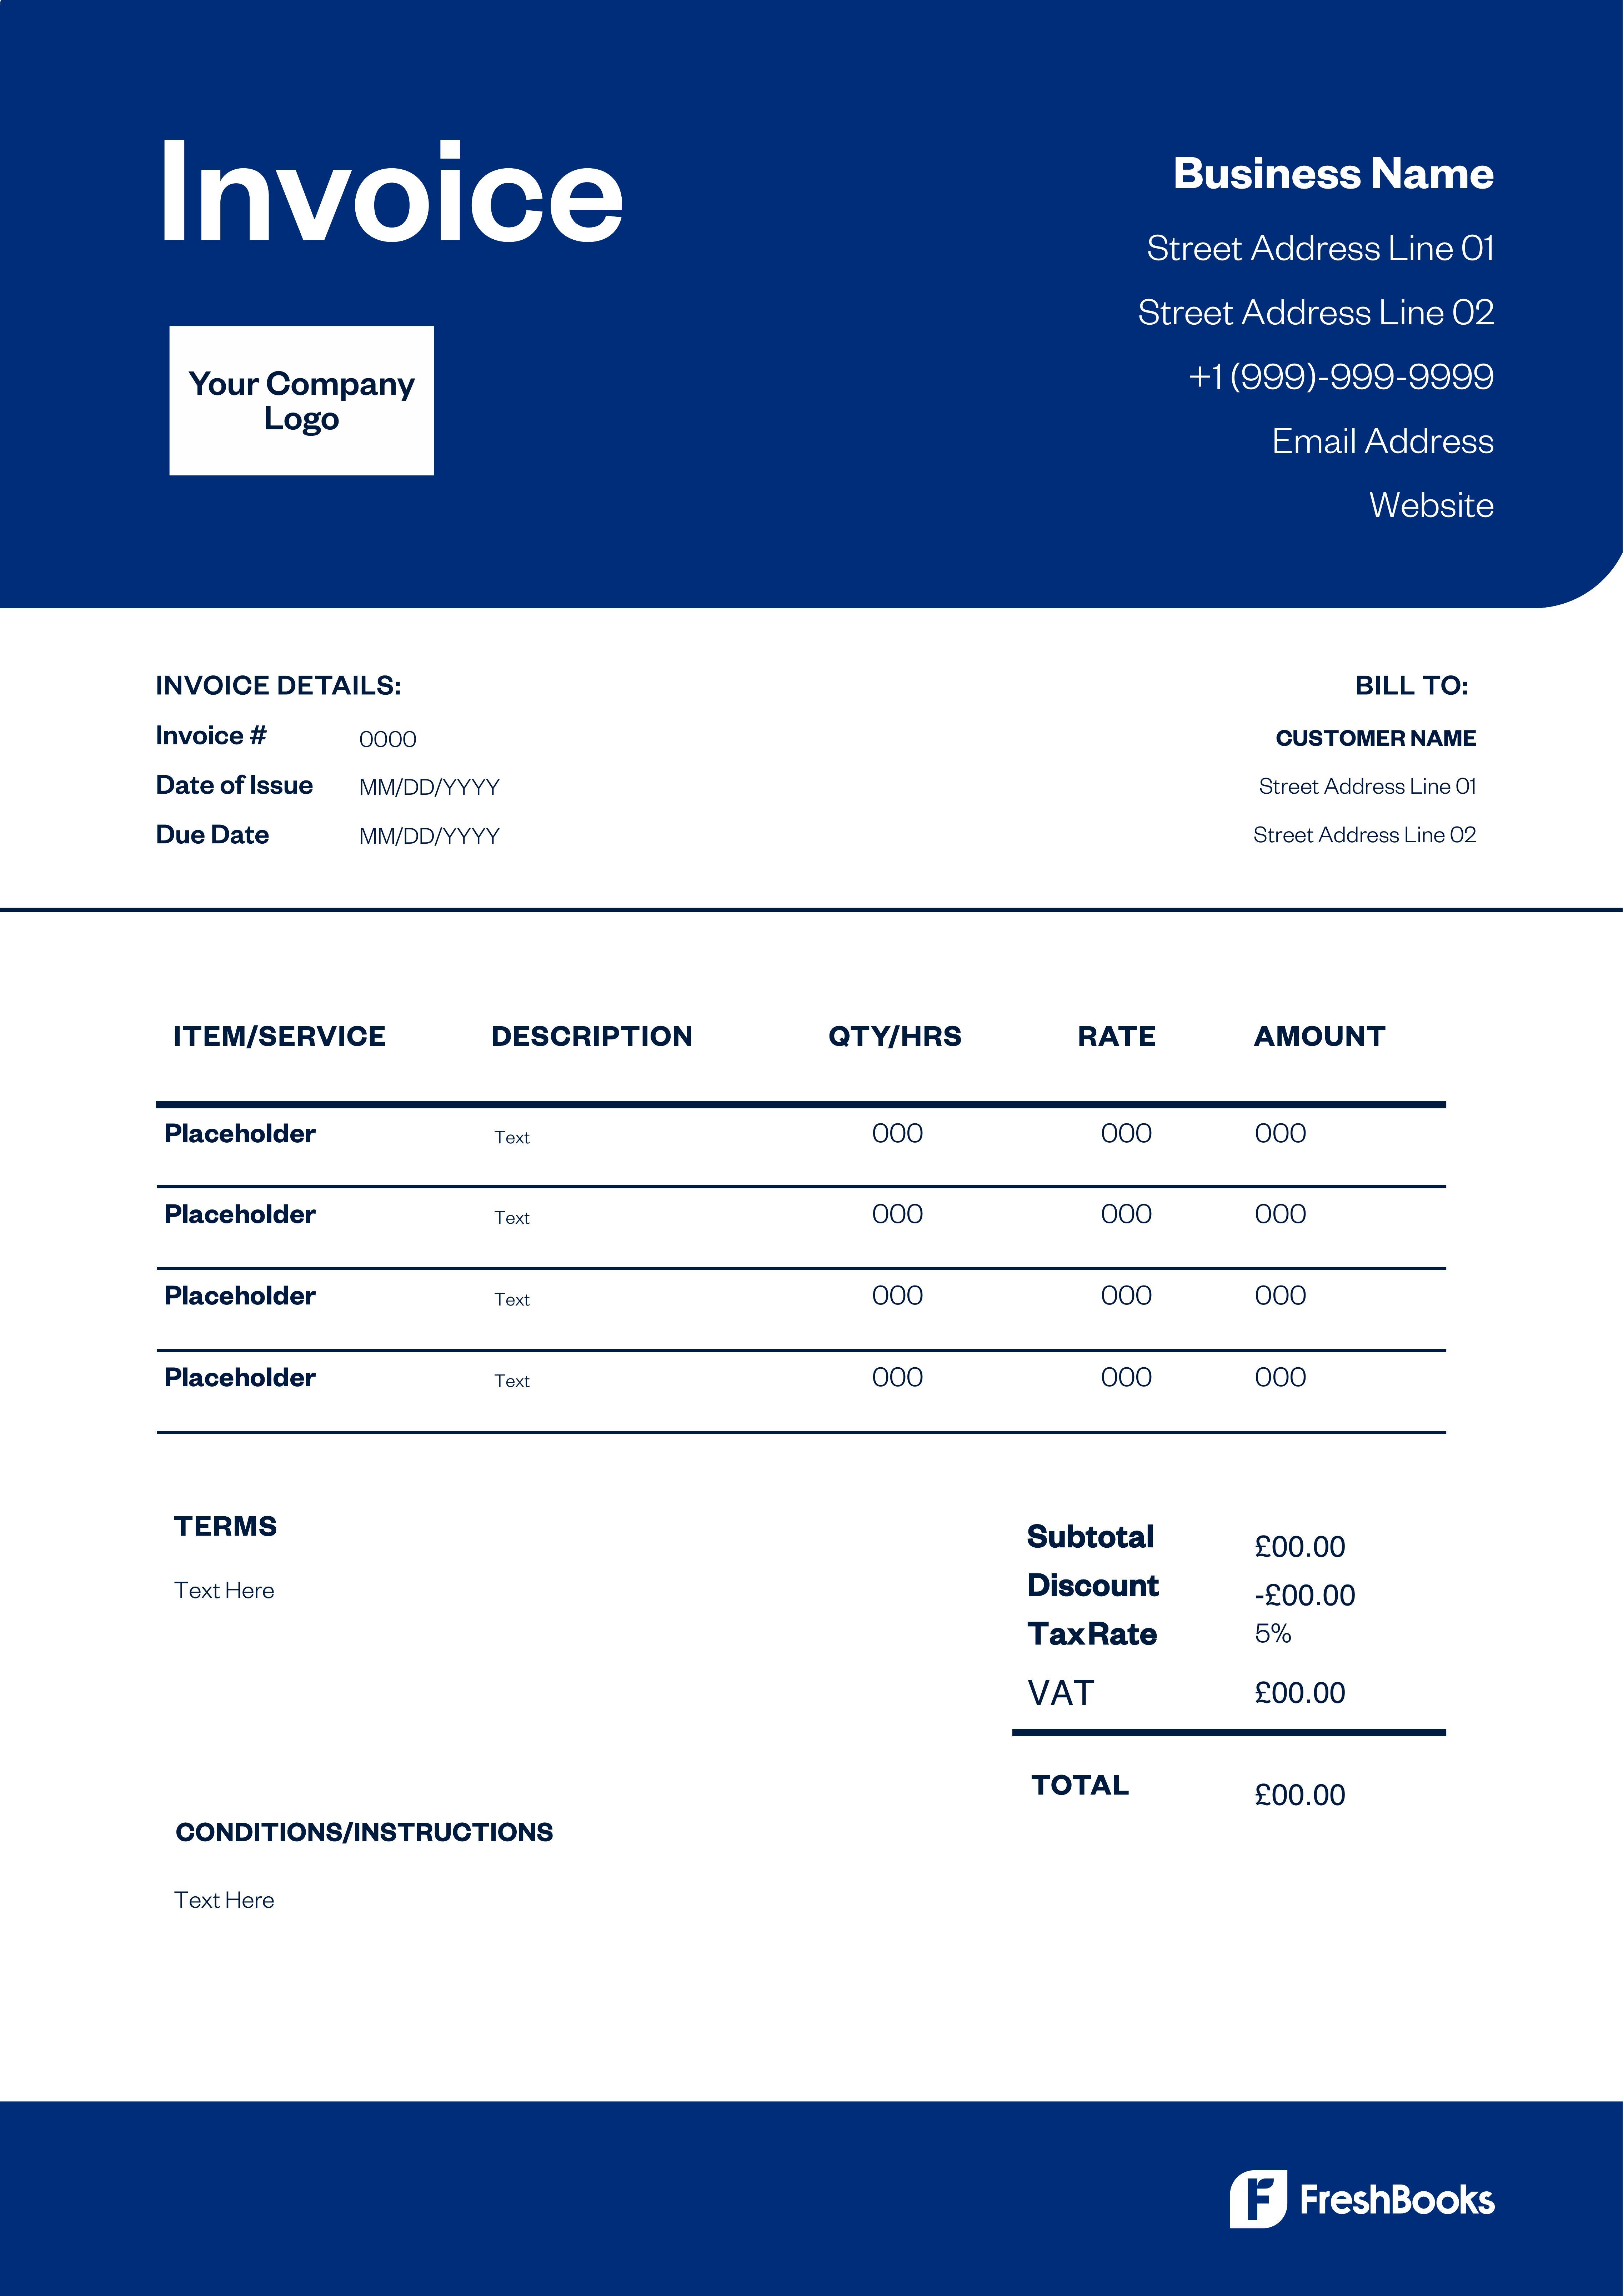 Invoice
Your Company
Logo
Business Name
Street Address Line 01
Street Address Line 02
+1 (999)-999-9999
Email Address
Website
INVOICE DETAILS:
Invoice # 0000
Date of Issue MM/DD/YYYY
Due Date MM/DD/YYYY
BILL TO:
CUSTOMER NAME
Street Address Line 01
Street Address Line 02
ITEM/SERVICE DESCRIPTION QTY/HRS RATE AMOUNT
Placeholder Text 000 000 000
Placeholder Text 000 000 000
Placeholder Text 000 000 000
Placeholder Text 000 000 000
TERMS
Text Here
Subtotal £00.00
Discount -£00.00
Tax Rate 5%
VAT £00.00
TOTAL £00.00
CONDITIONS/INSTRUCTIONS
Text Here
F FreshBooks